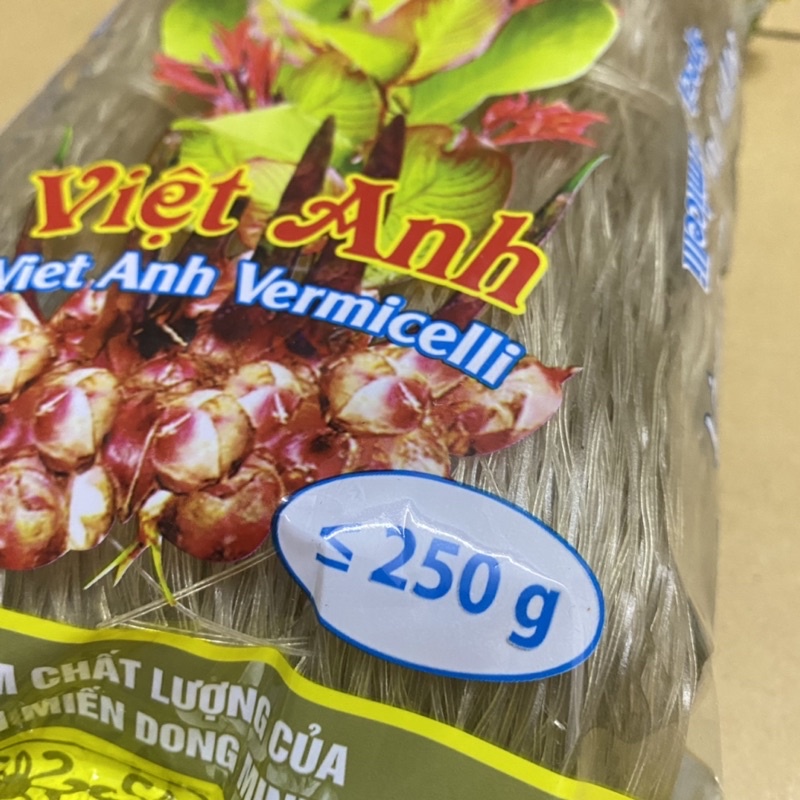 Việt Anh
Viet Anh Vermicelli
≤ 250 g
CHẤT LƯỢNG CỦA
MIẾN DONG